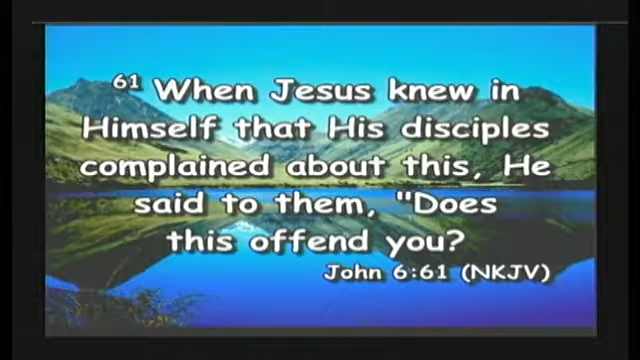 61 When Jesus knew in
Himself that His disciples
complained about this, He
said to them, "Does
this offend you?
John 6:61 (NKJV)